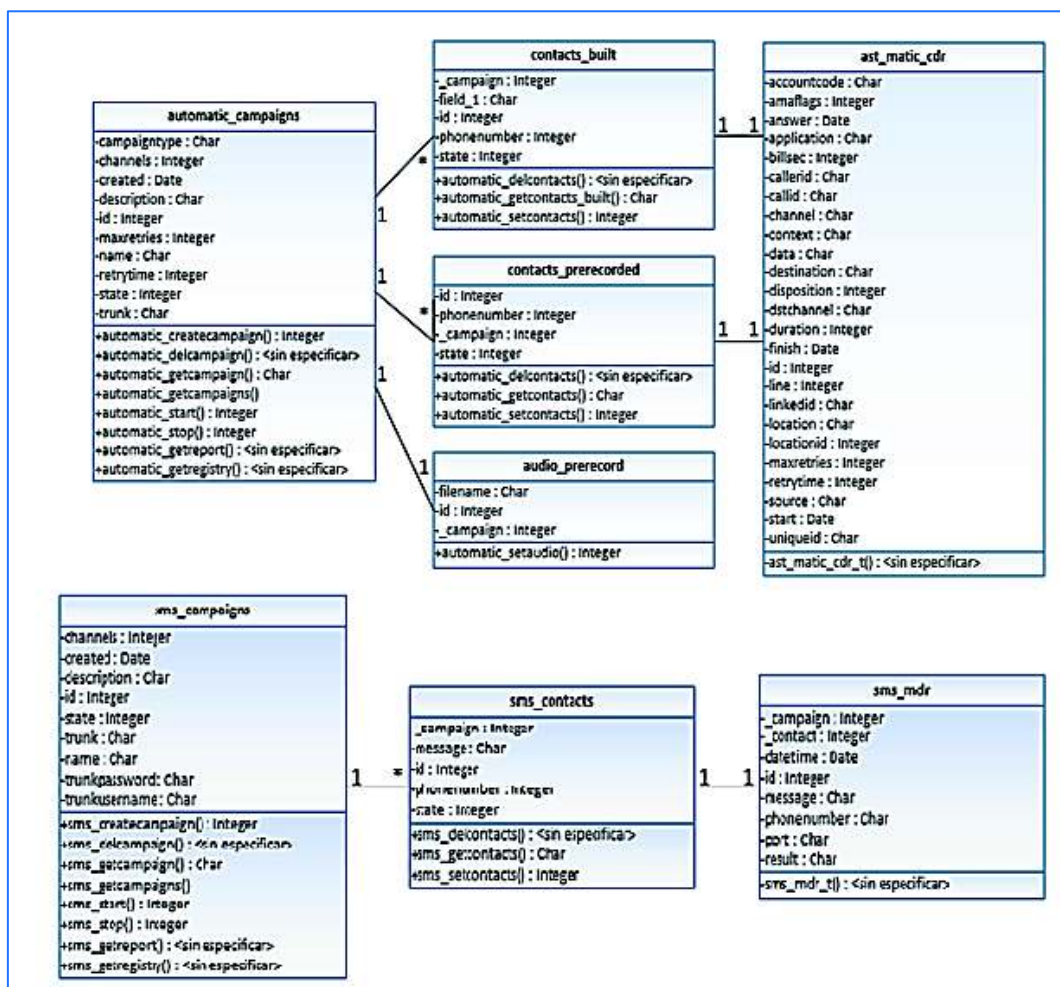 automatic_campaigns
-campaigntype : Char
-channels : Integer
-created : Date
-description : Char
-id : Integer
-maxretries : Integer
-name : Char
-retrytime : Integer
-state : Integer
-trunk : Char
+automatic_createcampaign() : Integer
+automatic_delcampaign() : <sin especificar>
+automatic_getcampaign() : Char
+automatic_getcampaigns()
+automatic_start() : Integer
+automatic_stop() : Integer
+automatic_getreport() : <sin especificar>
+automatic_getregistry() : <sin especificar>
1
*
1
*
1
1
contacts_built
-_campaign : Integer
-field_1 : Char
-id : Integer
-phonenumber : Integer
-state : Integer
+automatic_delcontacts() : <sin especificar>
+automatic_getcontacts_built() : Char
+automatic_setcontacts() : Integer
1 1
contacts_prerecorded
-id : Integer
-phonenumber : Integer
-_campaign : Integer
-state : Integer
+automatic_delcontacts() : <sin especificar>
+automatic_getcontacts() : Char
+automatic_setcontacts() : Integer
1 1
audio_prerecord
-filename : Char
-id : Integer
-_campaign : Integer
+automatic_setaudio() : Integer
ast_matic_cdr
-accountcode : Char
-amaflags : Integer
-answer : Date
-application : Char
-billsec : Integer
-callerid : Char
-callid : Char
-channel : Char
-context : Char
-data : Char
-destination : Char
-disposition : Integer
-dstchannel : Char
-duration : Integer
-finish : Date
-id : Integer
-line : Integer
-linkedid : Char
-location : Char
-locationid : Integer
-maxretries : Integer
-retrytime : Integer
-source : Char
-start : Date
-uniqueid : Char
-ast_matic_cdr_t() : <sin especificar>
sms_campaigns
-channels : Integer
-created : Date
-description : Char
-id : Integer
-state : Integer
-trunk : Char
-name : Char
-trunkpassword : Char
-trunkusername : Char
+sms_createcampaign() : Integer
+sms_delcampaign() : <sin especificar>
+sms_getcampaign() : Char
+sms_getcampaigns()
+sms_start() : Integer
+sms_stop() : Integer
+sms_getreport() : <sin especificar>
+sms_getregistry() : <sin especificar>
1 *
sms_contacts
-_campaign : Integer
-message : Char
-id : Integer
-phonenumber : Integer
-state : Integer
+sms_delcontacts() : <sin especificar>
+sms_getcontacts() : Char
+sms_setcontacts() : Integer
1 1
sms_mdr
-_campaign : Integer
-_contact : Integer
-datetime : Date
-id : Integer
-message : Char
-phonenumber : Char
-port : Char
-result : Char
-sms_mdr_t() : <sin especificar>